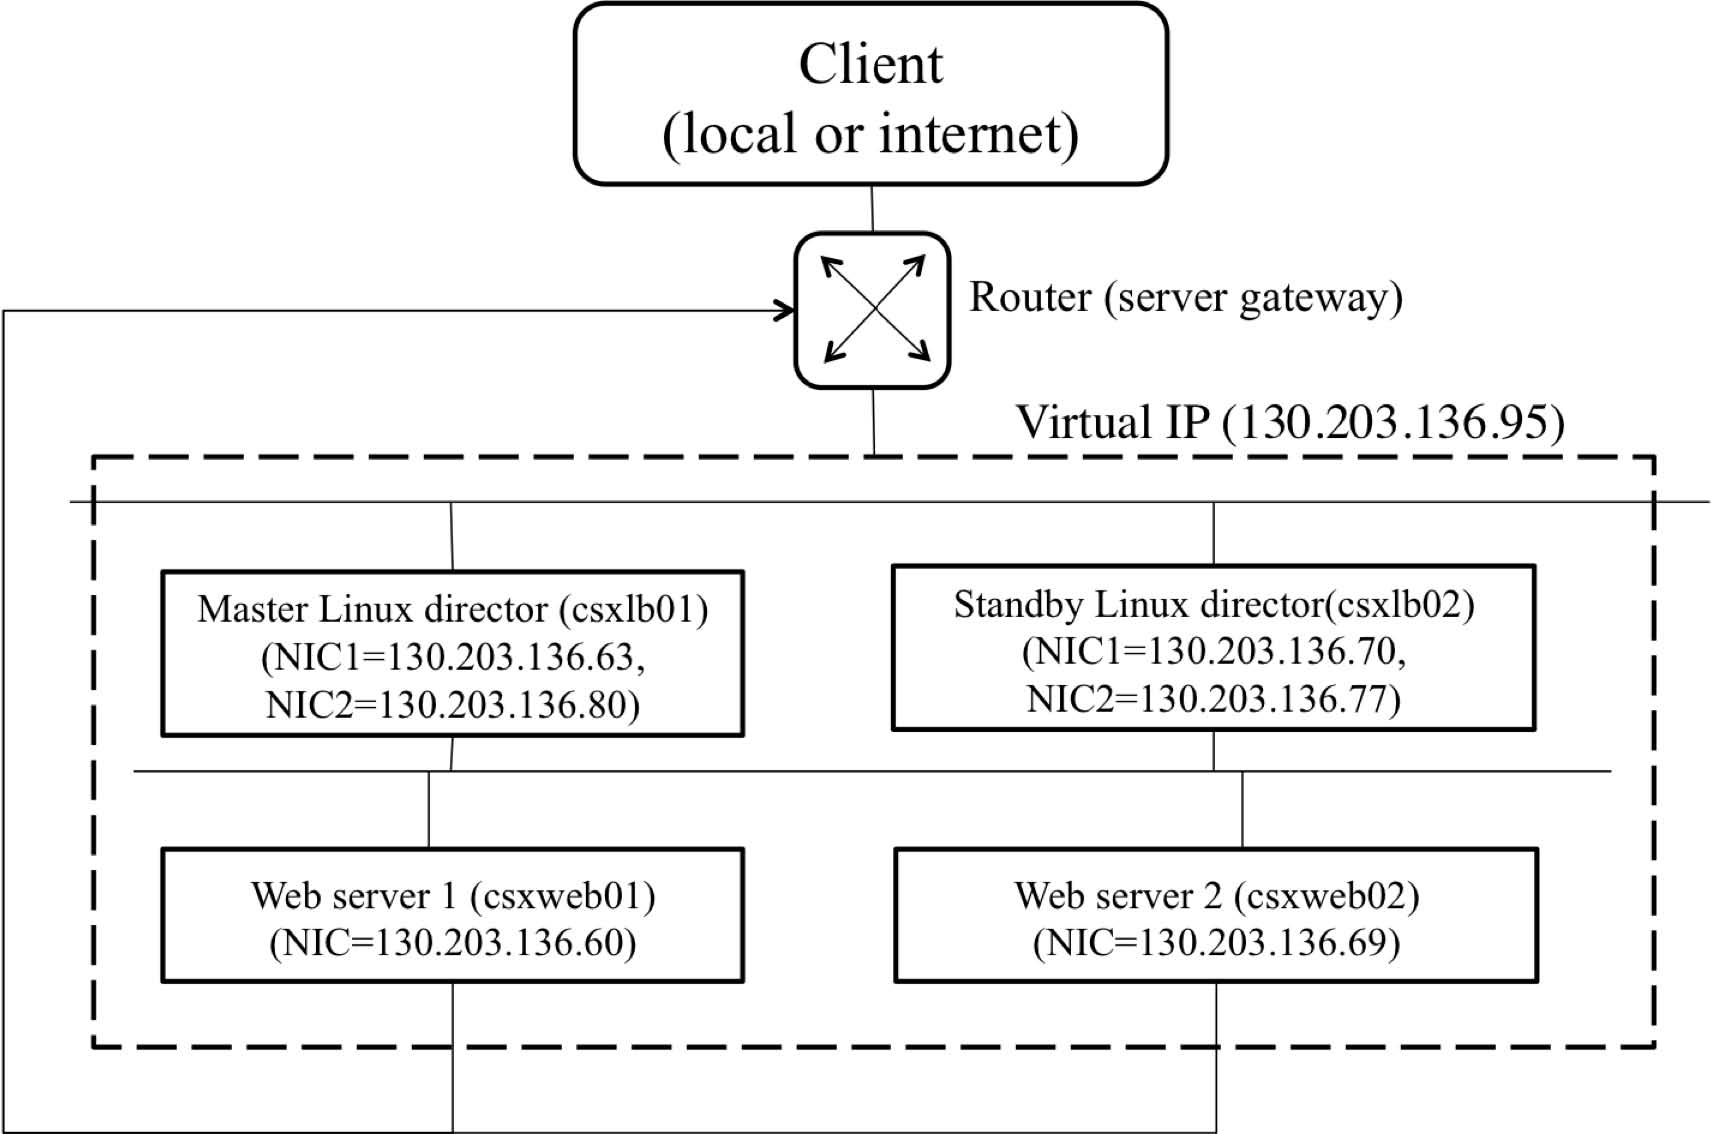 Client
(local or internet)
Router (server gateway)
Virtual IP (130.203.136.95)
Master Linux director (csxlb01)
(NIC1=130.203.136.63,
NIC2=130.203.136.80)
Standby Linux director(csxlb02)
(NIC1=130.203.136.70,
NIC2=130.203.136.77)
Web server 1 (csxweb01)
(NIC=130.203.136.60)
Web server 2 (csxweb02)
(NIC=130.203.136.69)